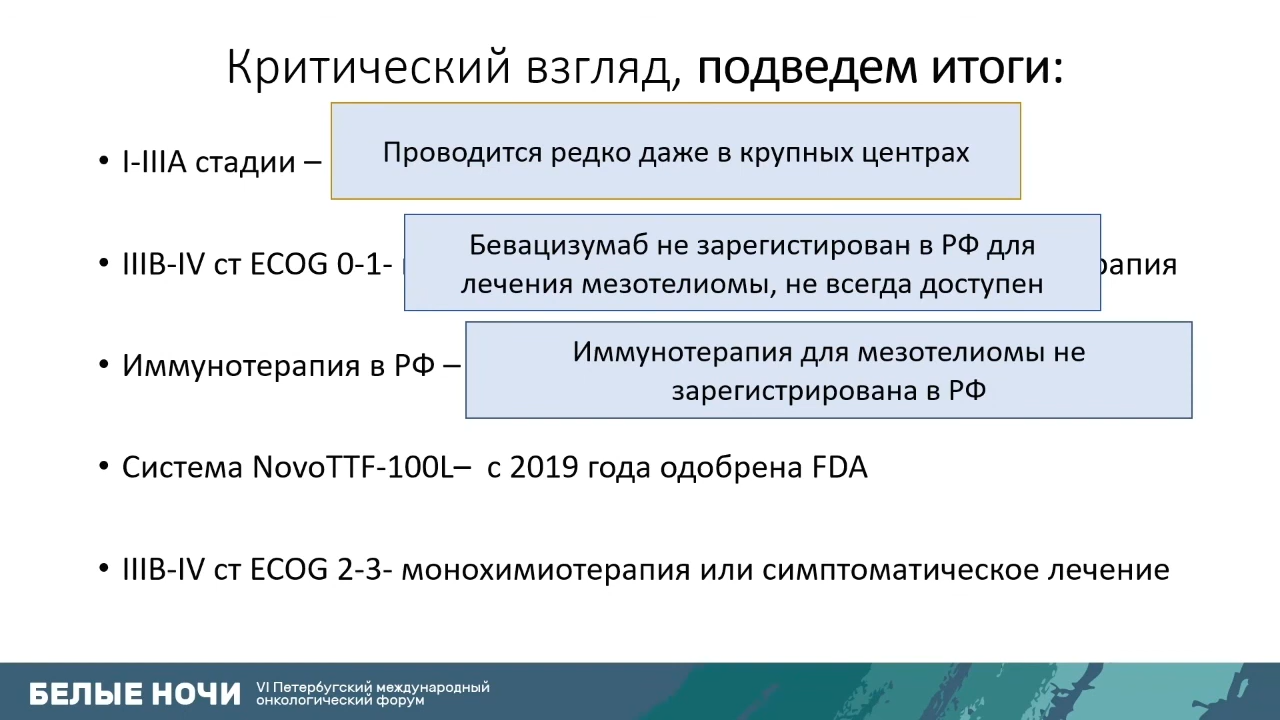 Критический взгляд, подведем итоги:
• I-IIIA стадии – Проводится редко даже в крупных центрах
• IIIB-IV ст ECOG 0-1-
Бевацизумаб не зарегистирован в РФ для
лечения мезотелиомы, не всегда доступен
• Иммунотерапия в РФ –
Иммунотерапия для мезотелиомы не
зарегистрирована в РФ
• Система NovoTTF-100L– с 2019 года одобрена FDA
• IIIB-IV ст ECOG 2-3- монохимиотерапия или симптоматическое лечение
БЕЛЫЕ НОЧИ
VI Петербургский международный
онкологический форум